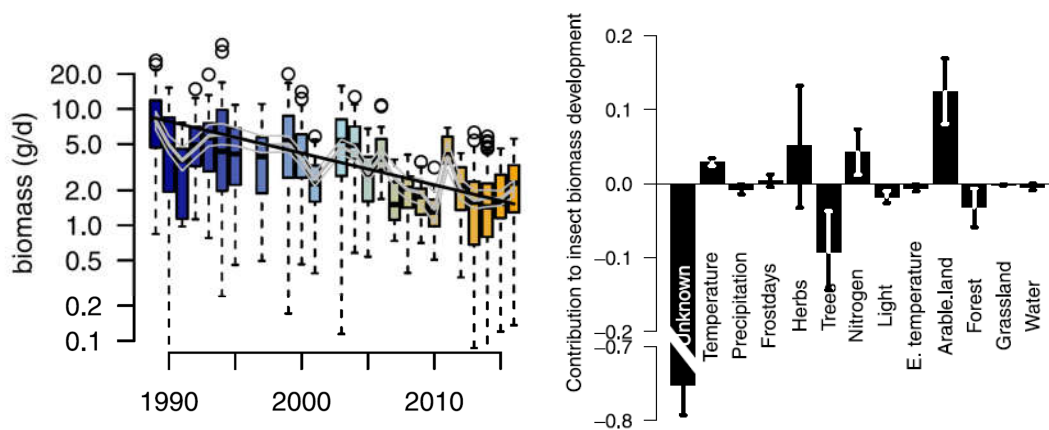 biomass (g/d)
20.0
10.0
5.0
2.0
1.0
0.5
0.2
0.1
1990 2000 2010
Contribution to insect biomass development
0.2
0.1
0.0
−0.1
−0.2
−0.7
−0.8
Unknown
Temperature
Precipitation
Frostdays
Herbs
Trees
Nitrogen
Light
E. temperature
Arable.land
Forest
Grassland
Water